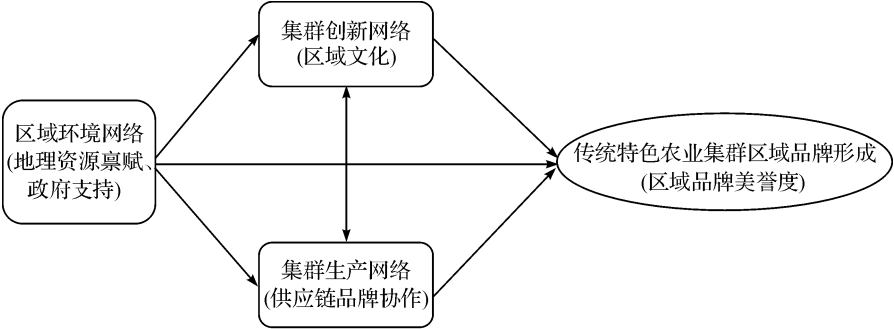 集群创新网络
(区域文化)
区域环境网络
(地理资源禀赋、
政府支持)
传统特色农业集群区域品牌形成
(区域品牌美誉度)
集群生产网络
(供应链品牌协作)